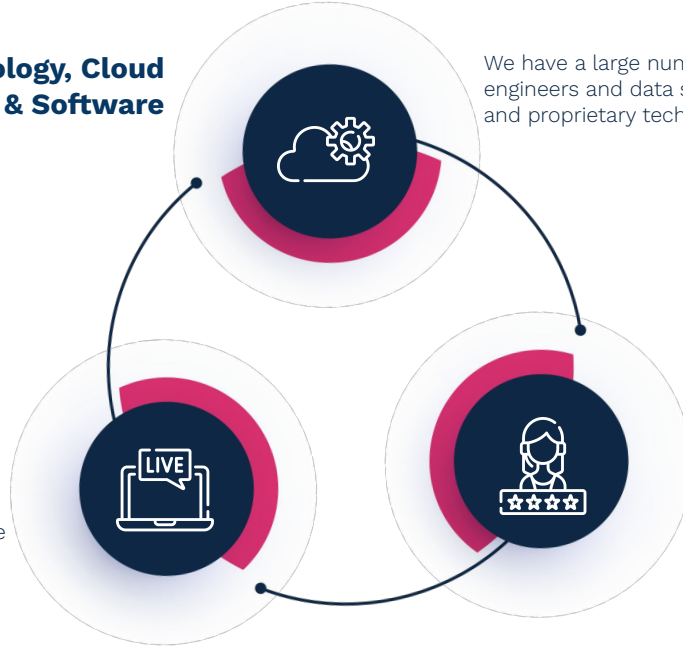 ology, Cloud
& Software
We have a large nun
engineers and data s
and proprietary tech
LIVE
e